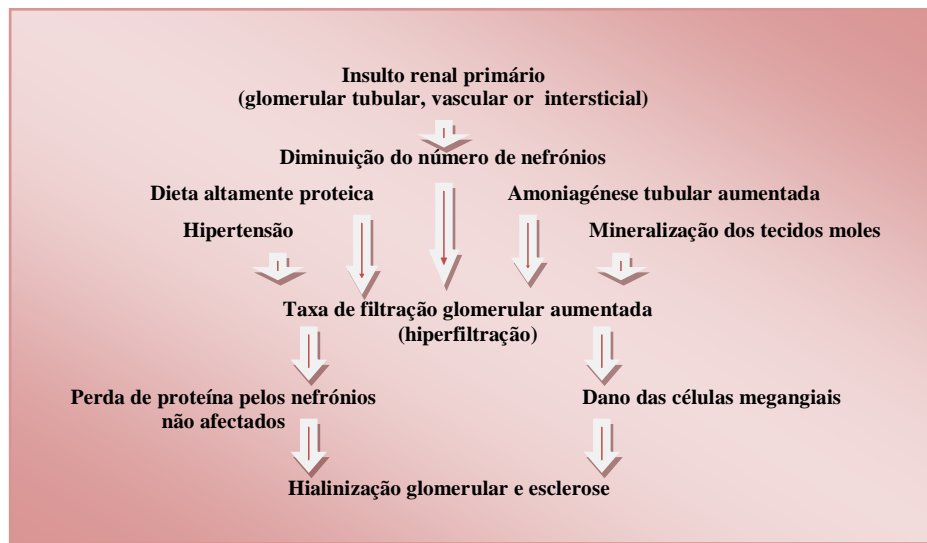 Insulto renal primário
(glomerular tubular, vascular or intersticial)
Diminuição do número de nefrónios
Dieta altamente proteica
Amoniagénese tubular aumentada
Hipertensão
Mineralização dos tecidos moles
Taxa de filtração glomerular aumentada
(hiperfiltração)
Perda de proteína pelos nefrónios
não afectados
Dano das células megangiais
Hialinização glomerular e esclerose